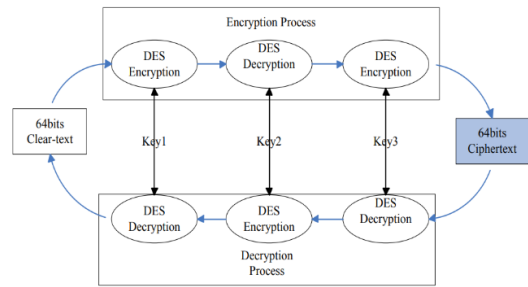 Encryption Process
DES
Encryption
DES
Decryption
DES
Encryption
64bits
Clear-text
Key1
Key2
Key3
64bits
Ciphertext
DES
Decryption
DES
Encryption
DES
Decryption
Decryption
Process